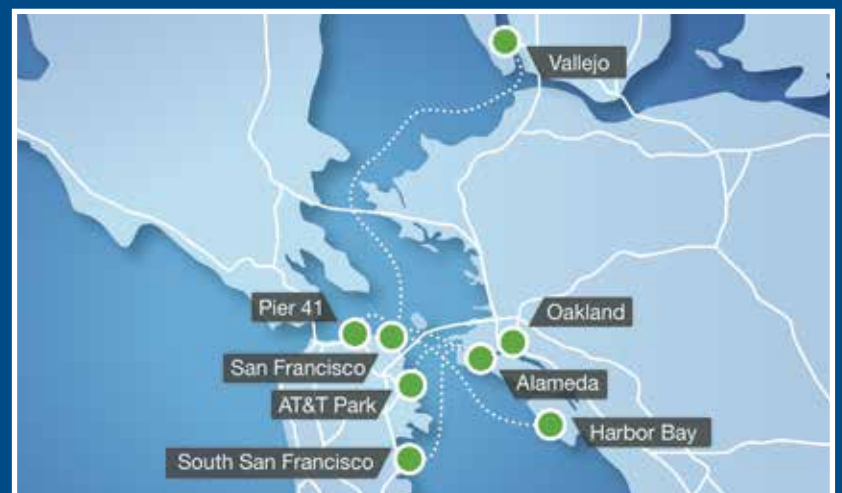 Vallejo
Pier 41
Oakland
San Francisco
Alameda
AT&T Park
Harbor Bay
South San Francisco